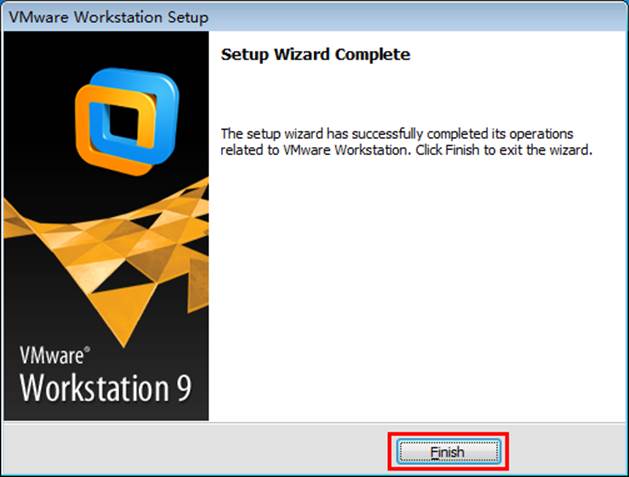 VMware Workstation Setup
Setup Wizard Complete
The setup wizard has successfully completed its operations
related to VMware Workstation. Click Finish to exit the wizard.
VMware®
Workstation 9
Finish